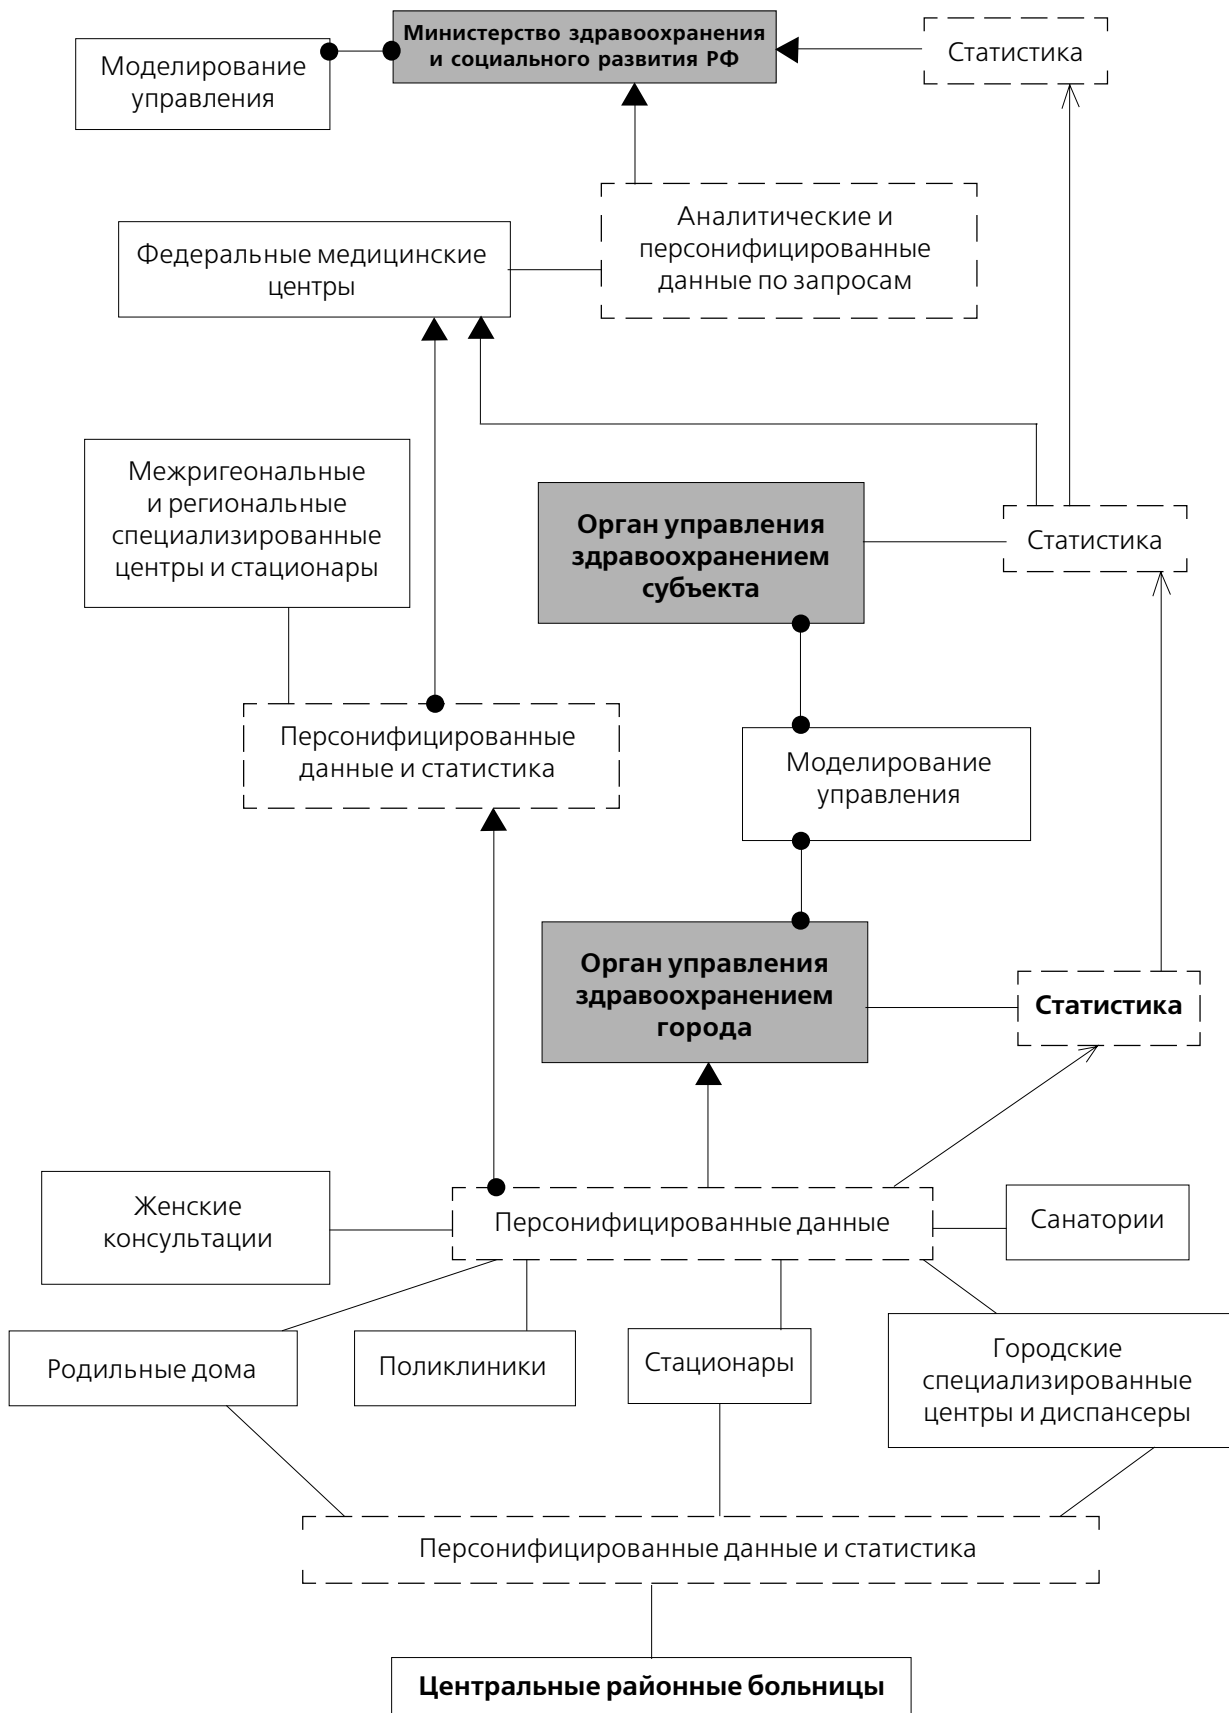 Министерство здравоохранения
и социального развития РФ
Статистика
Моделирование
управления
Аналитические и
персонифицированные
данные по запросам
Федеральные медицинские
центры
Межригеональные
и региональные
специализированные
центры и стационары
Орган управления
здравоохранением
субъекта
Статистика
Персонифицированные
данные и статистика
Моделирование
управления
Орган управления
здравоохранением
города
Статистика
Женские
консультации
Персонифицированные данные
Санатории
Родильные дома
Поликлиники
Стационары
Городские
специализированные
центры и диспансеры
Персонифицированные данные и статистика
Центральные районные больницы